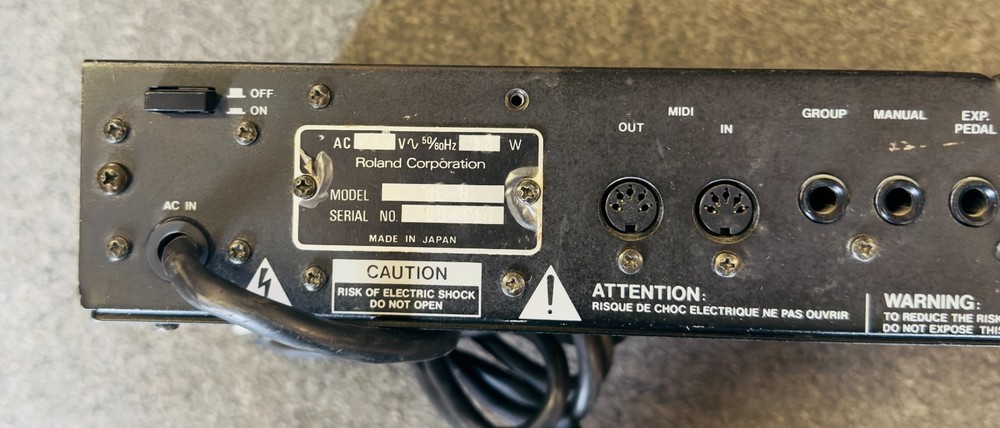 OFF
ON
AC IN
AC V∿ 50/60Hz W
Roland Corporation
MODEL
SERIAL NO.
MADE IN JAPAN
CAUTION
RISK OF ELECTRIC SHOCK
DO NOT OPEN
MIDI
OUT
IN
GROUP
MANUAL
EXP.
PEDAL
ATTENTION:
RISQUE DE CHOC ELECTRIQUE NE PAS OUVRIR
WARNING:
TO REDUCE THE RISK
DO NOT EXPOSE THIS